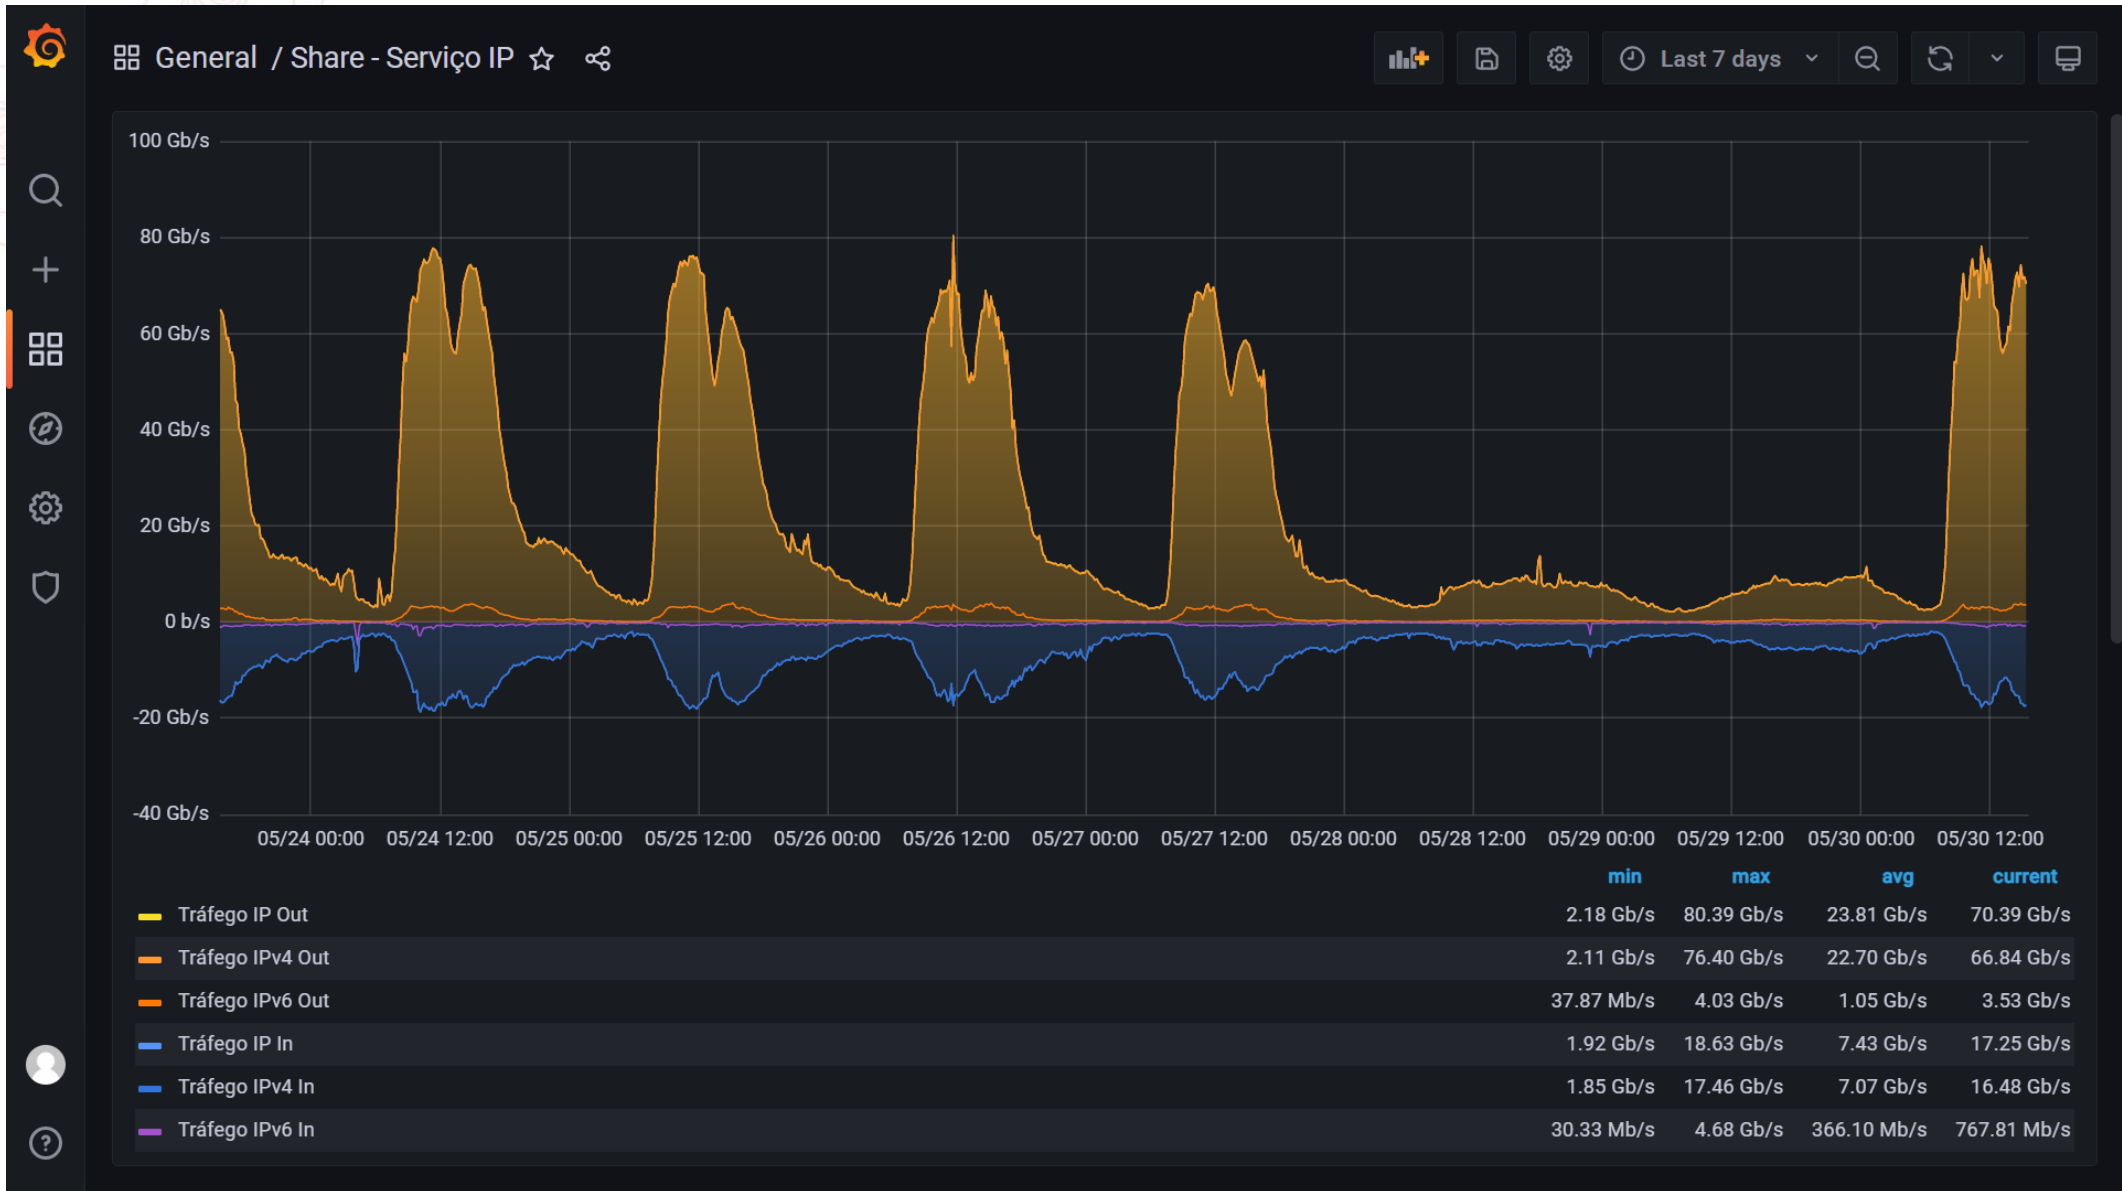 General / Share - Serviço IP
Last 7 days
100 Gb/s
80 Gb/s
60 Gb/s
40 Gb/s
20 Gb/s
0 b/s
-20 Gb/s
-40 Gb/s
05/24 00:00 05/24 12:00 05/25 00:00 05/25 12:00 05/26 00:00 05/26 12:00 05/27 00:00 05/27 12:00 05/28 00:00 05/28 12:00 05/29 00:00 05/29 12:00 05/30 00:00 05/30 12:00
min max avg current
Tráfego IP Out 2.18 Gb/s 80.39 Gb/s 23.81 Gb/s 70.39 Gb/s
Tráfego IPv4 Out 2.11 Gb/s 76.40 Gb/s 22.70 Gb/s 66.84 Gb/s
Tráfego IPv6 Out 37.87 Mb/s 4.03 Gb/s 1.05 Gb/s 3.53 Gb/s
Tráfego IP In 1.92 Gb/s 18.63 Gb/s 7.43 Gb/s 17.25 Gb/s
Tráfego IPv4 In 1.85 Gb/s 17.46 Gb/s 7.07 Gb/s 16.48 Gb/s
Tráfego IPv6 In 30.33 Mb/s 4.68 Gb/s 366.10 Mb/s 767.81 Mb/s